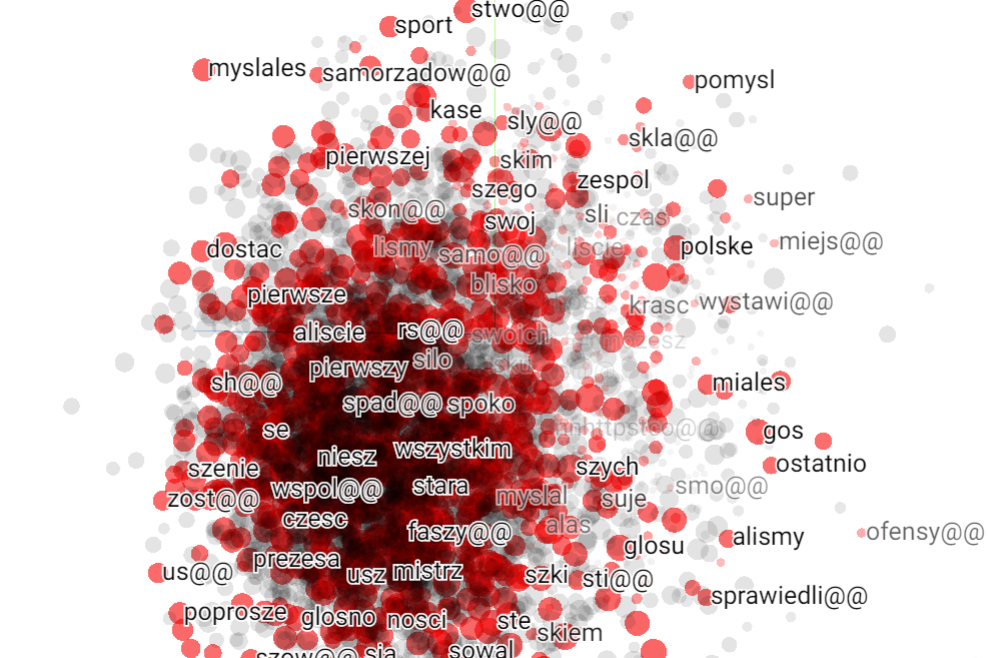 stwo@@
sport
myslales
samorzadow@@
pomysl
kase
sly@@
skla@@
pierwszej
skim
szego
zespol
super
skon@@
swoj
sli
czas
lismy
samo@@
liscie
polske
miejs@@
dostac
blisko
pierwsze
krasc
wystawi@@
aliscie
rs@@
swoich
pierwszy
silo
sh@@
miales
spad@@
spoko
se
gos
niesz
wszystkim
szenie
szych
ostatnio
zost@@
wspol@@
stara
myslal
suje
smo@@
czesc
faszy@@
alas
glosu
alismy
ofensy@@
prezesa
us@@
usz
mistrz
szki
sti@@
sprawiedli@@
poprosze
glosno
nosci
ste
skiem
szow@@
sia
sowal